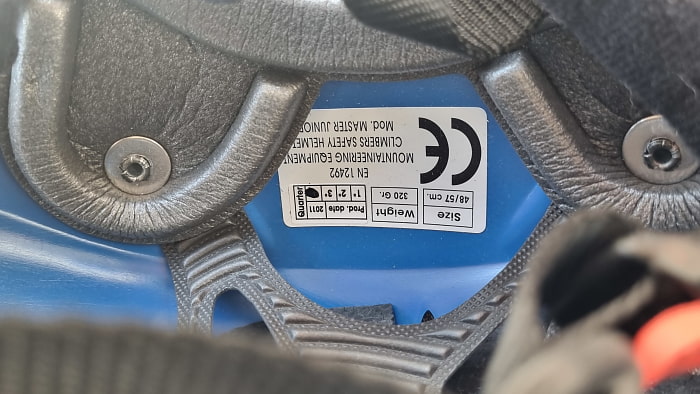 Size Weight Prod. date 2011 Quarter
48/57 cm. 320 Gr. 1° 2° 3°
EN 12492
MOUNTAINEERING EQUIPMENT
CLIMBERS SAFETY HELMET
Mod. MASTER JUNIOR
CE